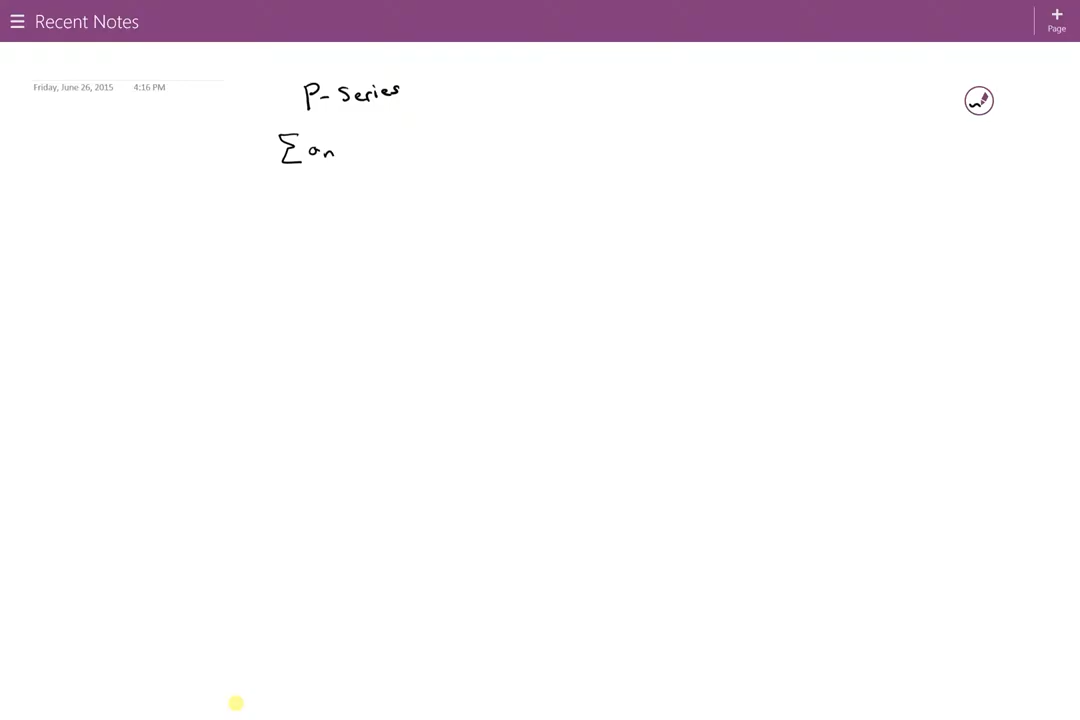 Recent Notes
Page
Friday, June 26, 2015 4:16 PM
P-Series
∑ an